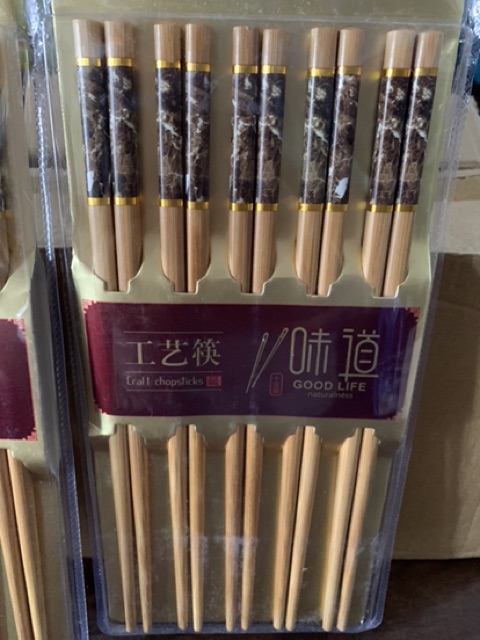 工艺筷
Craft chopsticks
味道
GOOD LIFE
naturalness